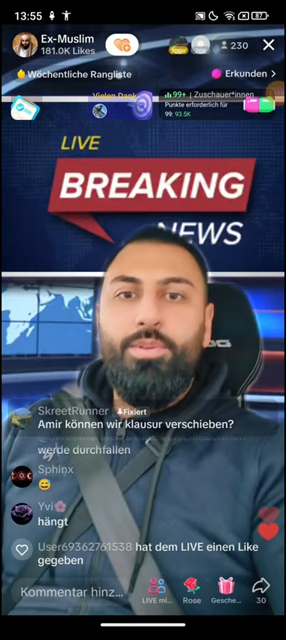 13:55
87
Ex-Muslim
181.0K Likes
230
Wöchentliche Rangliste
Erkunden >
Vielen Dank
99+ | Zuschauer*innen
Punkte erforderlich für
99: 93.5K
LIVE
BREAKING
NEWS
SkreetRunner Fixiert
Amir können wir klausur verschieben?
werde durchfallen
Sphinx
😅
Yvi🌸
hängt
User69362761538 hat dem LIVE einen Like
gegeben
Kommentar hinz...
LIVE mi...
Rose
Gesche...
30